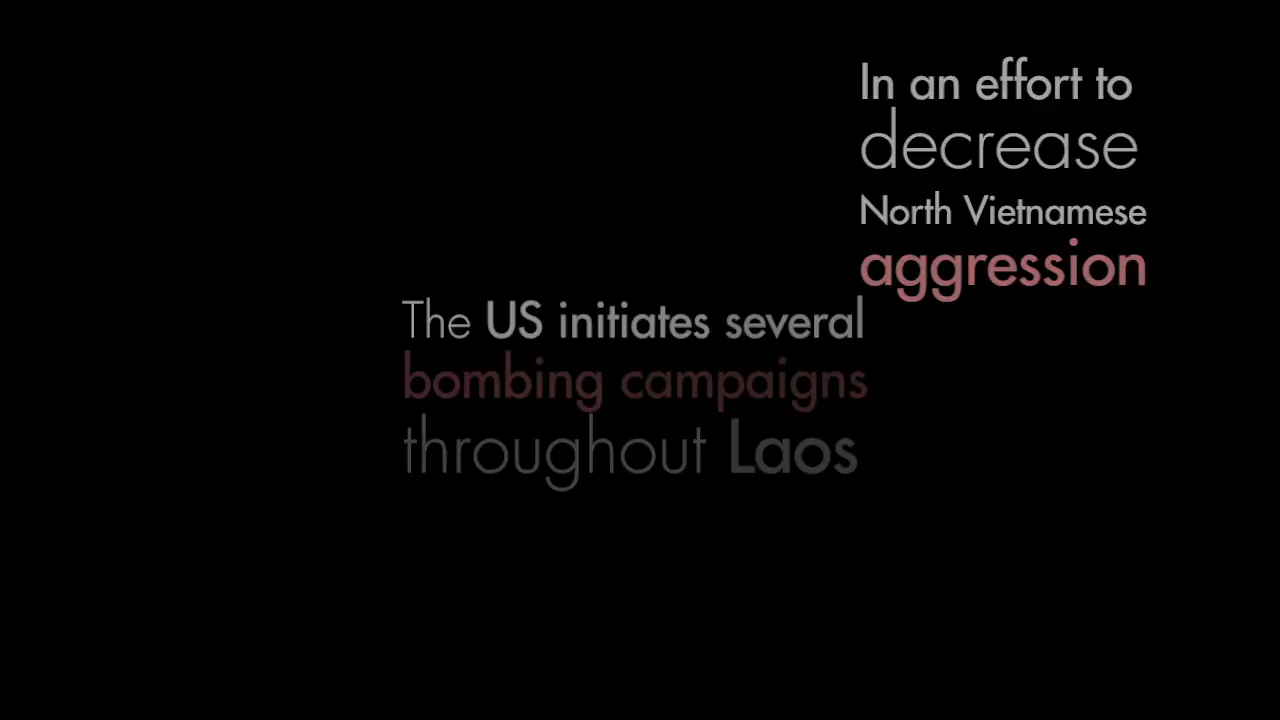 In an effort to
decrease
North Vietnamese
aggression
The US initiates several
bombing campaigns
throughout Laos